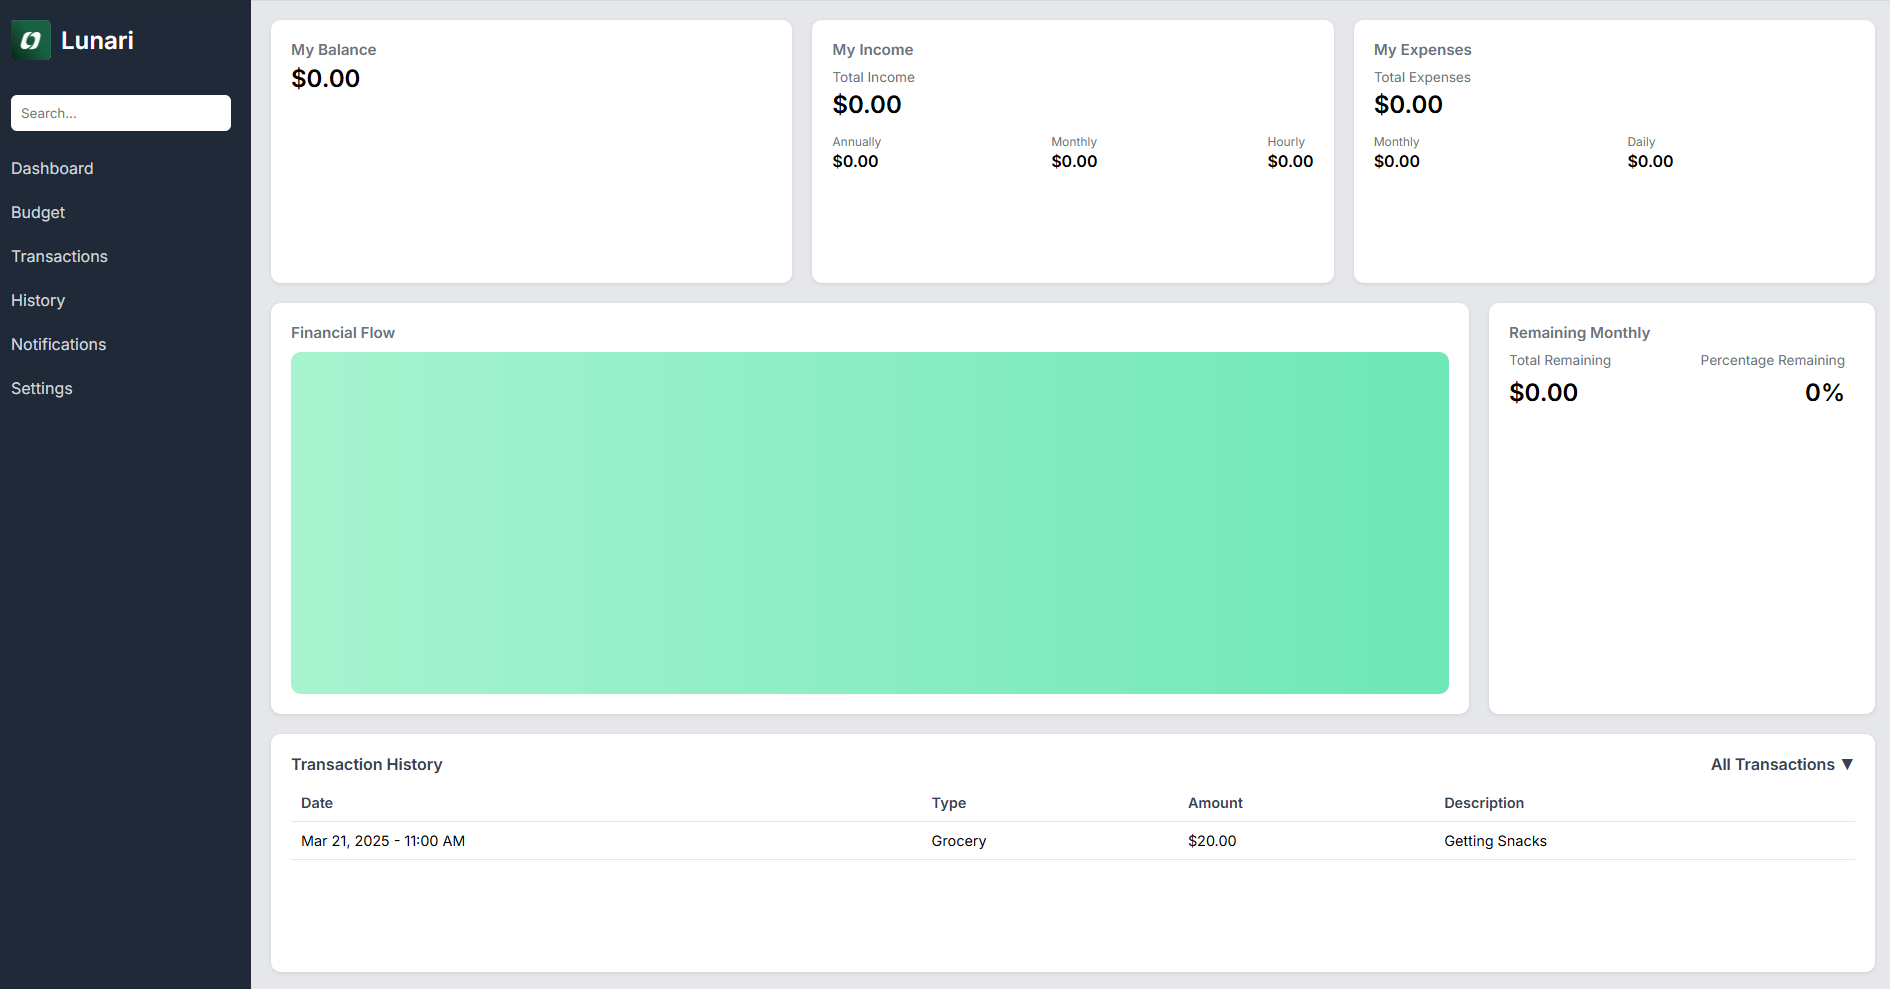 Lunari
Search...
Dashboard
Budget
Transactions
History
Notifications
Settings
My Balance
$0.00
My Income
Total Income
$0.00
Annually Monthly Hourly
$0.00 $0.00 $0.00
My Expenses
Total Expenses
$0.00
Monthly Daily
$0.00 $0.00
Financial Flow
Remaining Monthly
Total Remaining Percentage Remaining
$0.00 0%
Transaction History All Transactions ▼
Date Type Amount Description
Mar 21, 2025 - 11:00 AM Grocery $20.00 Getting Snacks